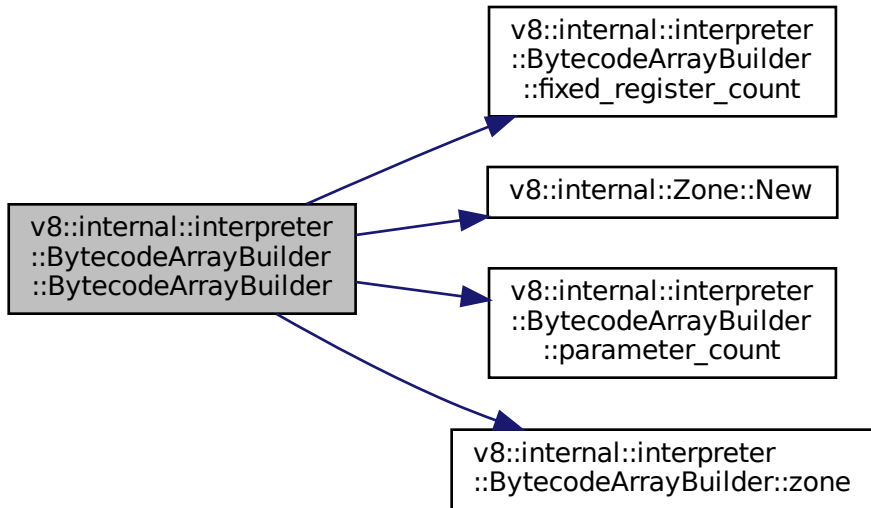 v8::internal::interpreter
::BytecodeArrayBuilder
::fixed_register_count
v8::internal::Zone::New
v8::internal::interpreter
::BytecodeArrayBuilder
::BytecodeArrayBuilder
v8::internal::interpreter
::BytecodeArrayBuilder
::parameter_count
v8::internal::interpreter
::BytecodeArrayBuilder::zone